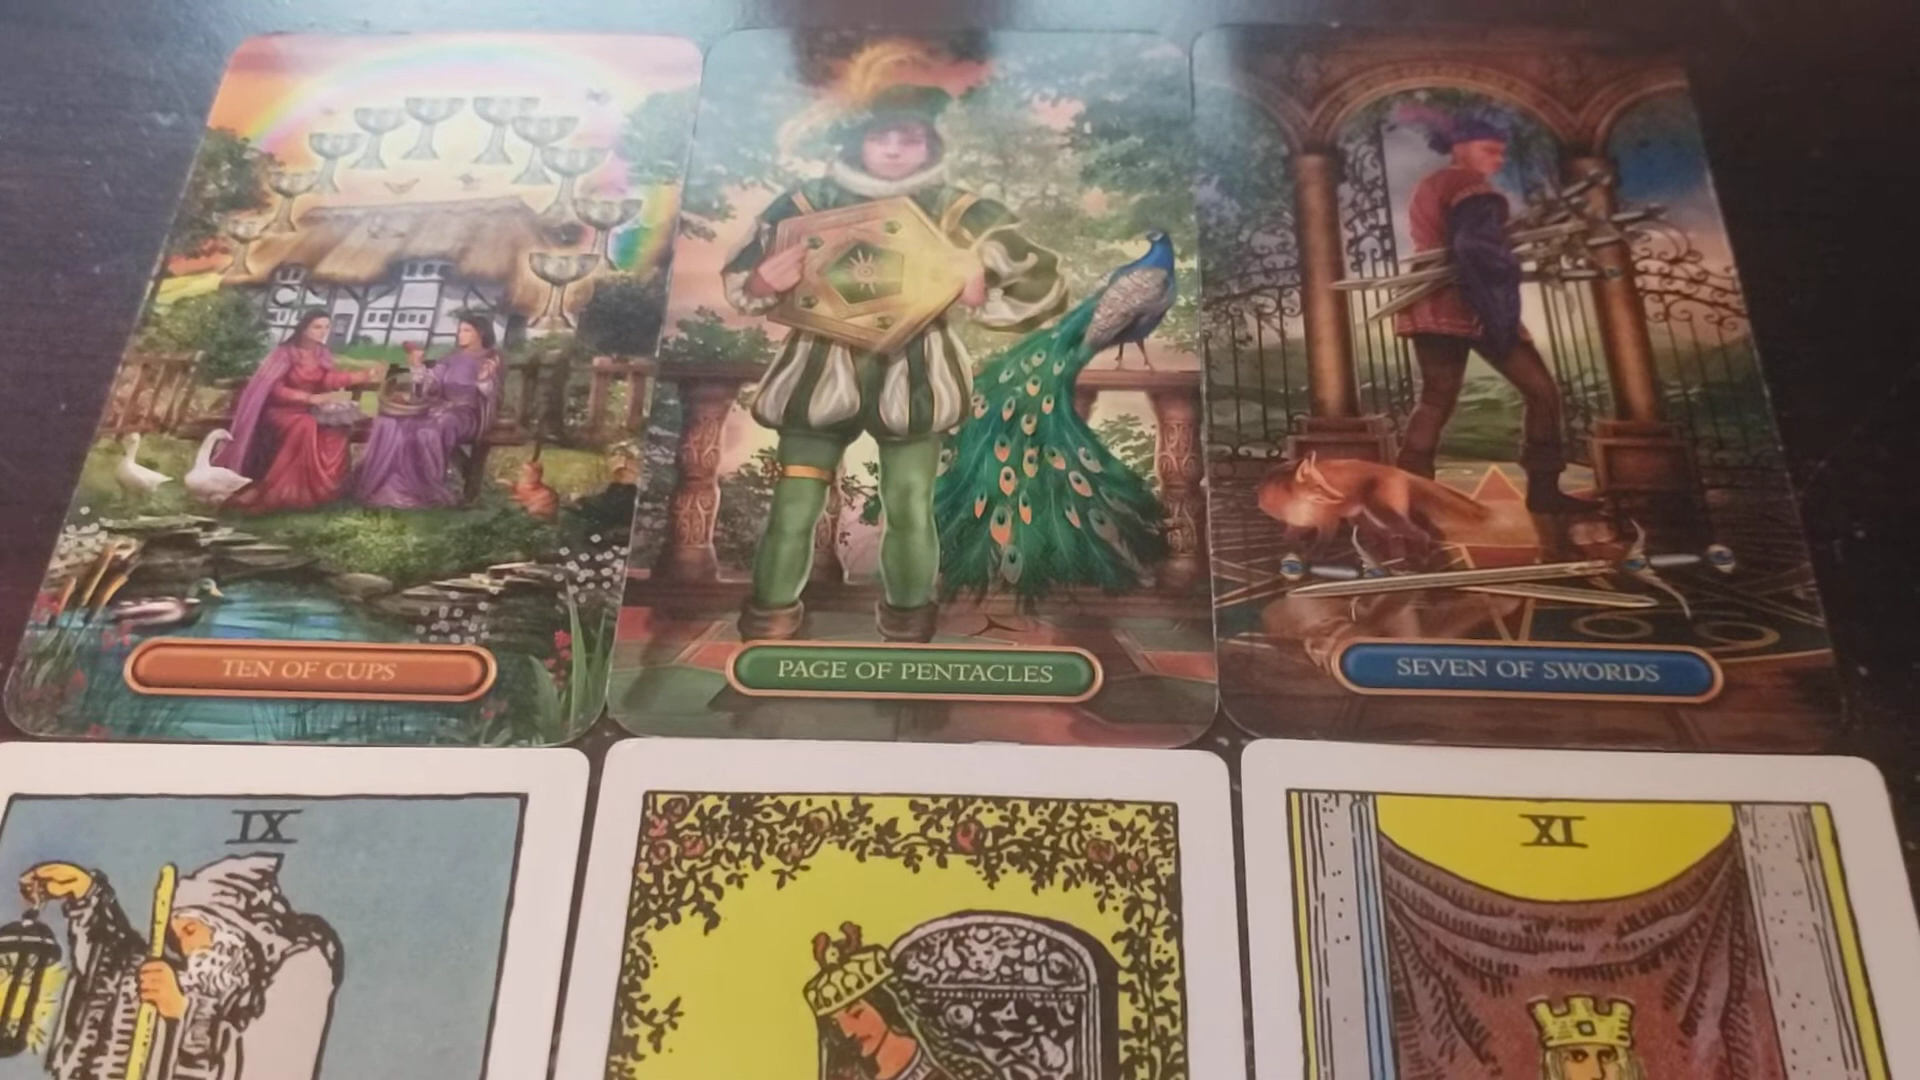 TEN OF CUPS
PAGE OF PENTACLES
SEVEN OF SWORDS
IX
XI